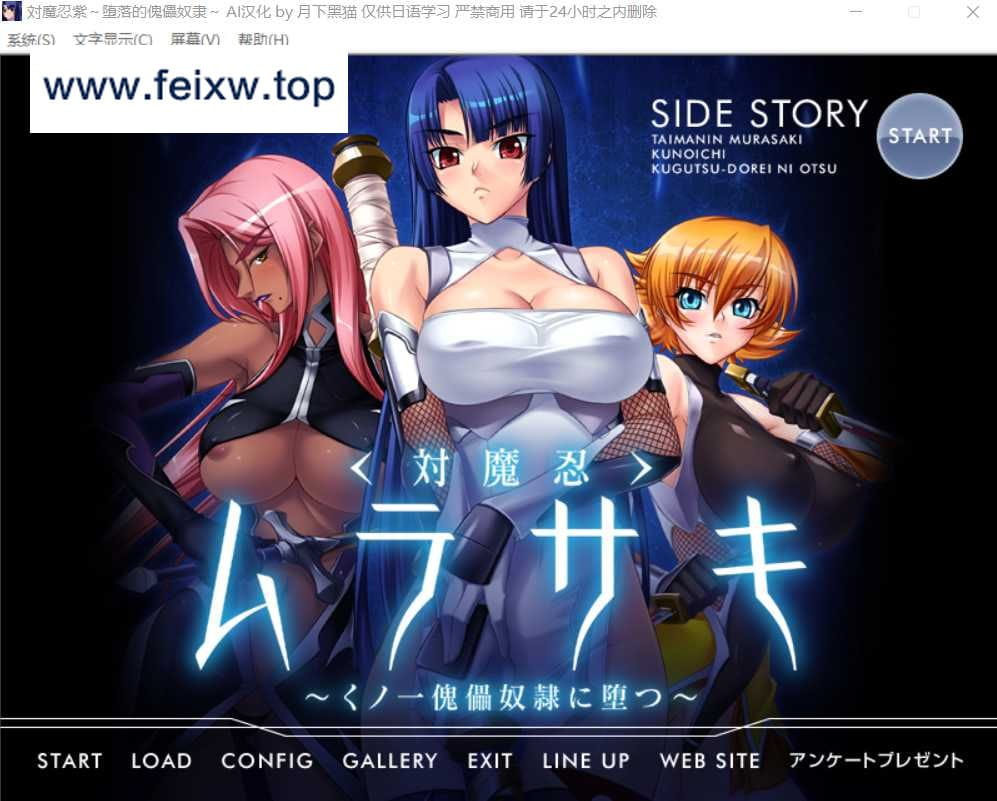 対魔忍紫～堕落的傀儡奴隶～ AI汉化 by 月下黑猫 仅供日语学习 严禁商用 请于24小时之内删除
系统(S) 文字显示(C) 屏幕(V) 帮助(H)
www.feixw.top
SIDE STORY
TAIMANIN MURASAKI
KUNOICHI
KUGUTSU-DOREI NI OTSU
START
〈対魔忍〉
ムラサキ
～くノ一傀儡奴隷に堕つ～
START LOAD CONFIG GALLERY EXIT LINE UP WEB SITE アンケートプレゼント